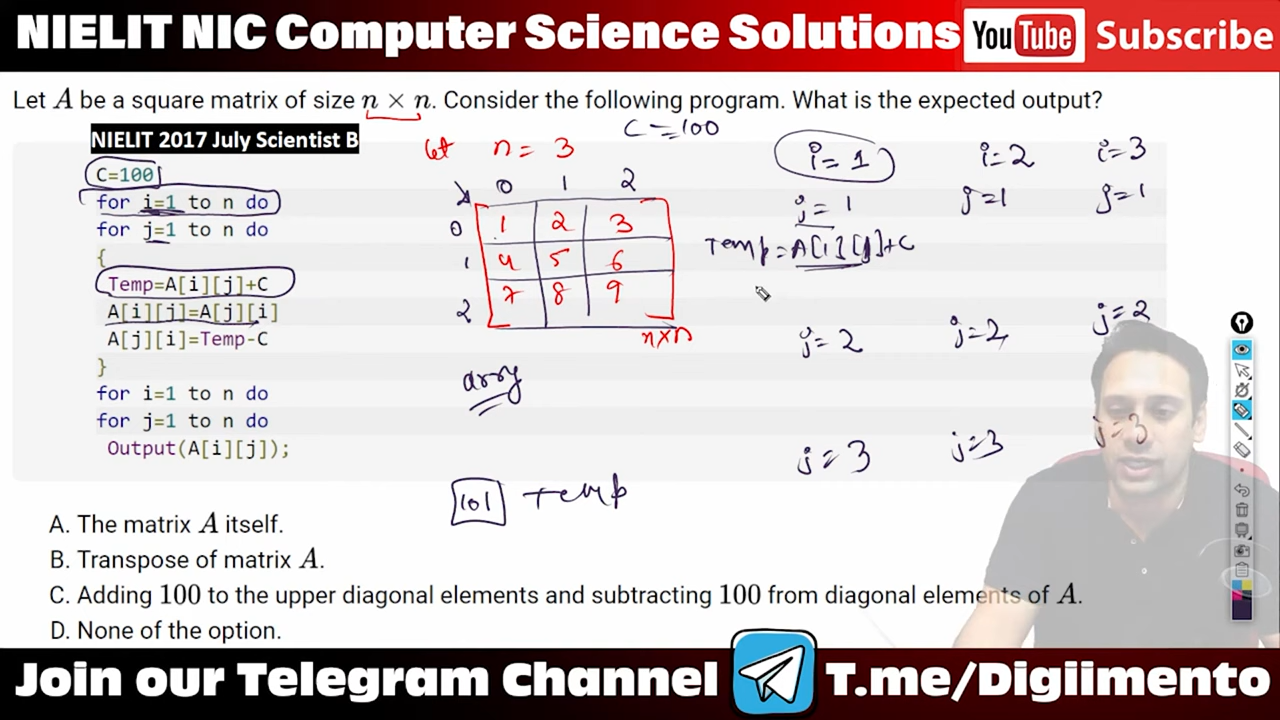 NIELIT NIC Computer Science Solutions YouTube Subscribe
Let A be a square matrix of size n × n. Consider the following program. What is the expected output?
NIELIT 2017 July Scientist B
C=100
for i=1 to n do
for j=1 to n do
{
Temp=A[i][j]+C
A[i][j]=A[j][i]
A[j][i]=Temp-C
}
for i=1 to n do
for j=1 to n do
Output(A[i][j]);
let n = 3
C=100
0 1 2
0 1 2 3
1 4 5 6
2 7 8 9
n×n
arry
101 Temp
i=1 i=2 i=3
j=1 j=1 j=1
Temp=A[i][j]+C
j=2 j=2 j=2
j=3 j=3
A. The matrix A itself.
B. Transpose of matrix A.
C. Adding 100 to the upper diagonal elements and subtracting 100 from diagonal elements of A.
D. None of the option.
Join our Telegram Channel T.me/Digiimento